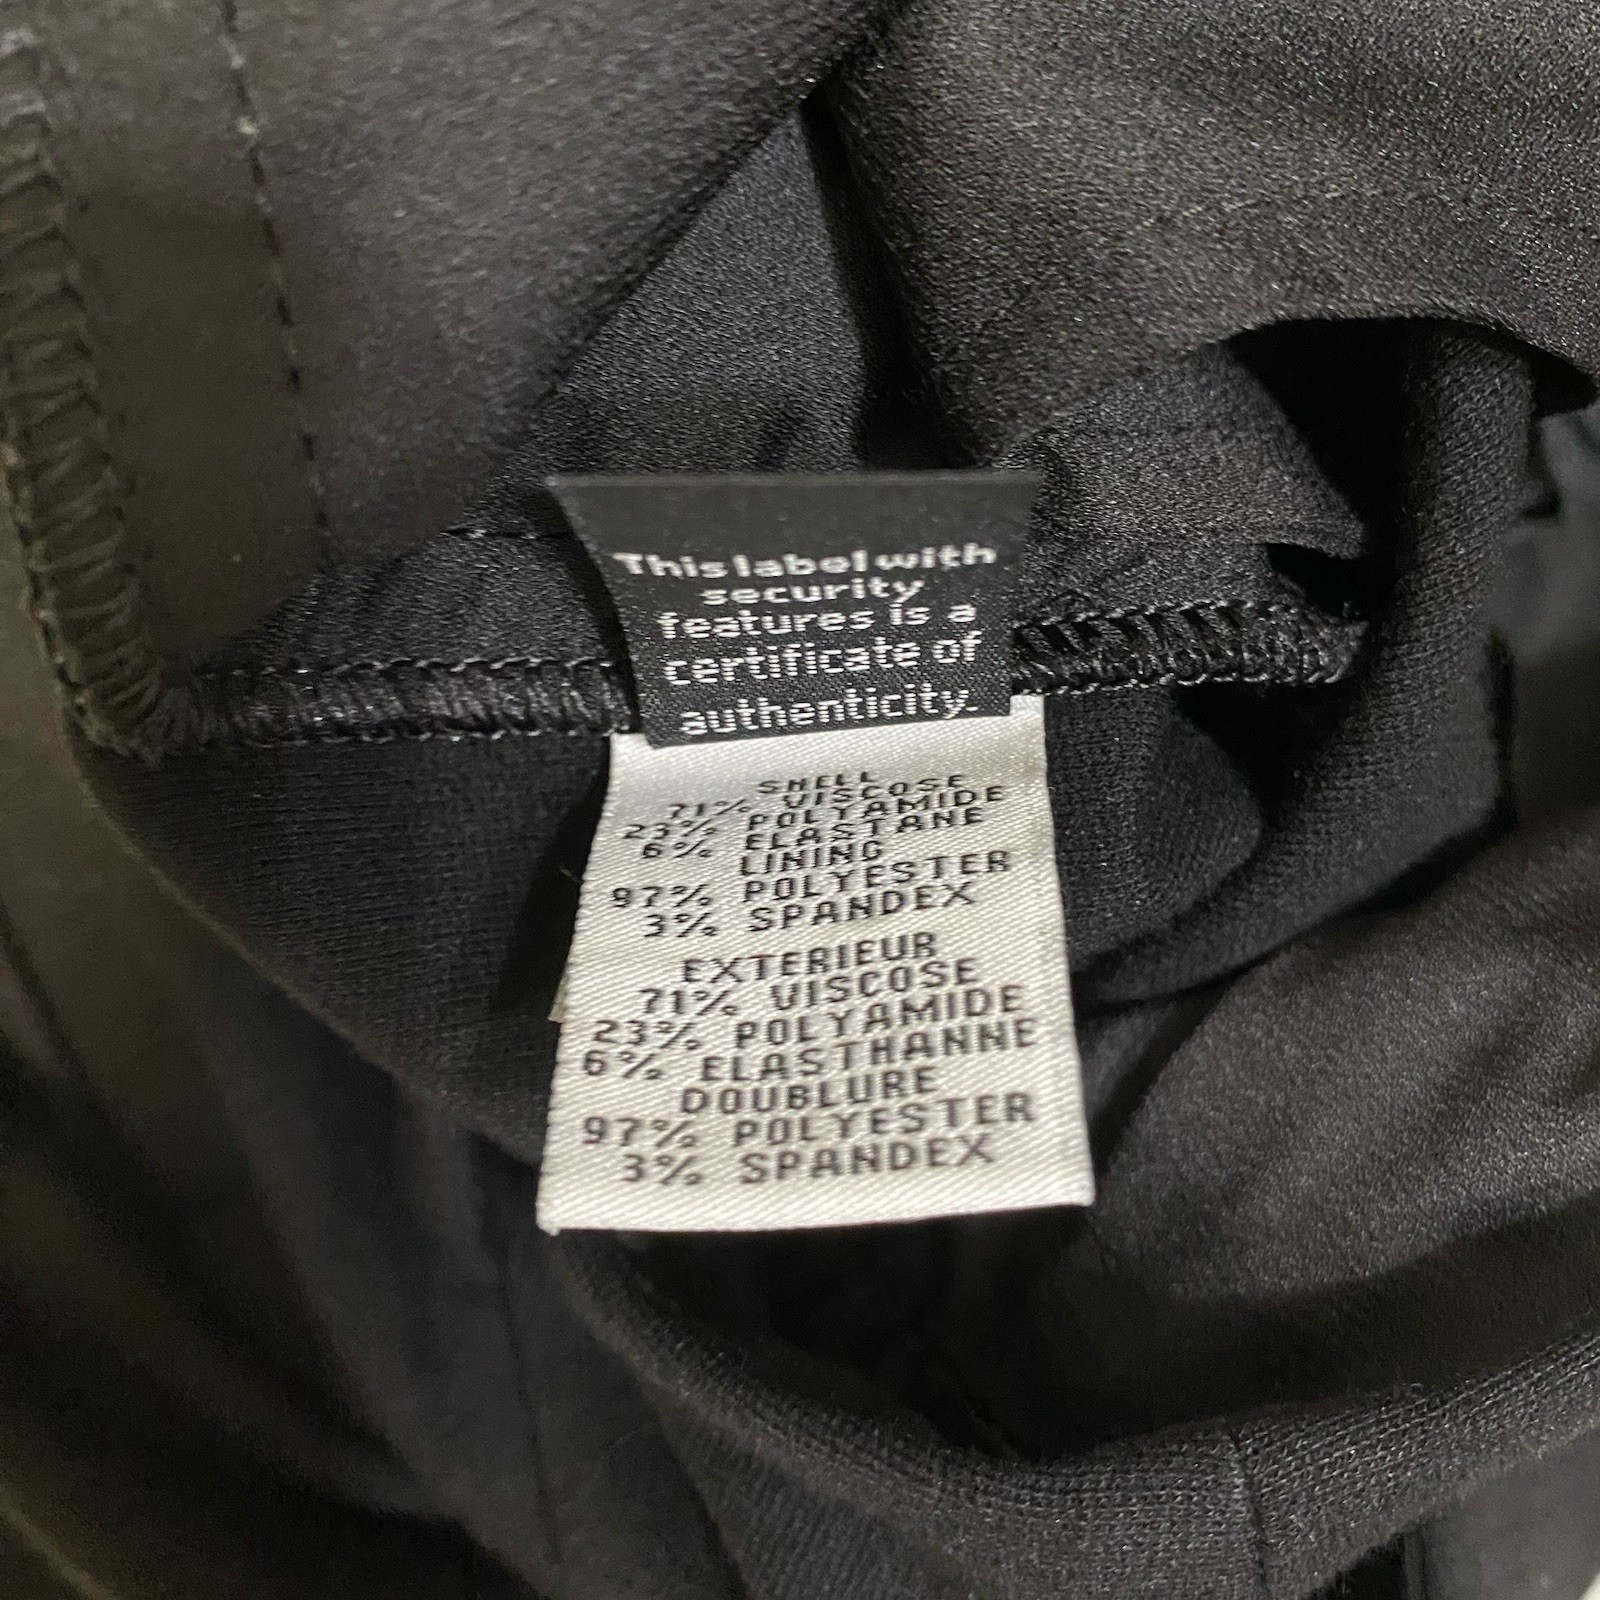 This label with
security
features is a
certificate of
authenticity.
SHELL
71% VISCOSE
23% POLYAMIDE
6% ELASTANE
LINING
97% POLYESTER
3% SPANDEX
EXTERIEUR
71% VISCOSE
23% POLYAMIDE
6% ELASTHANNE
DOUBLURE
97% POLYESTER
3% SPANDEX